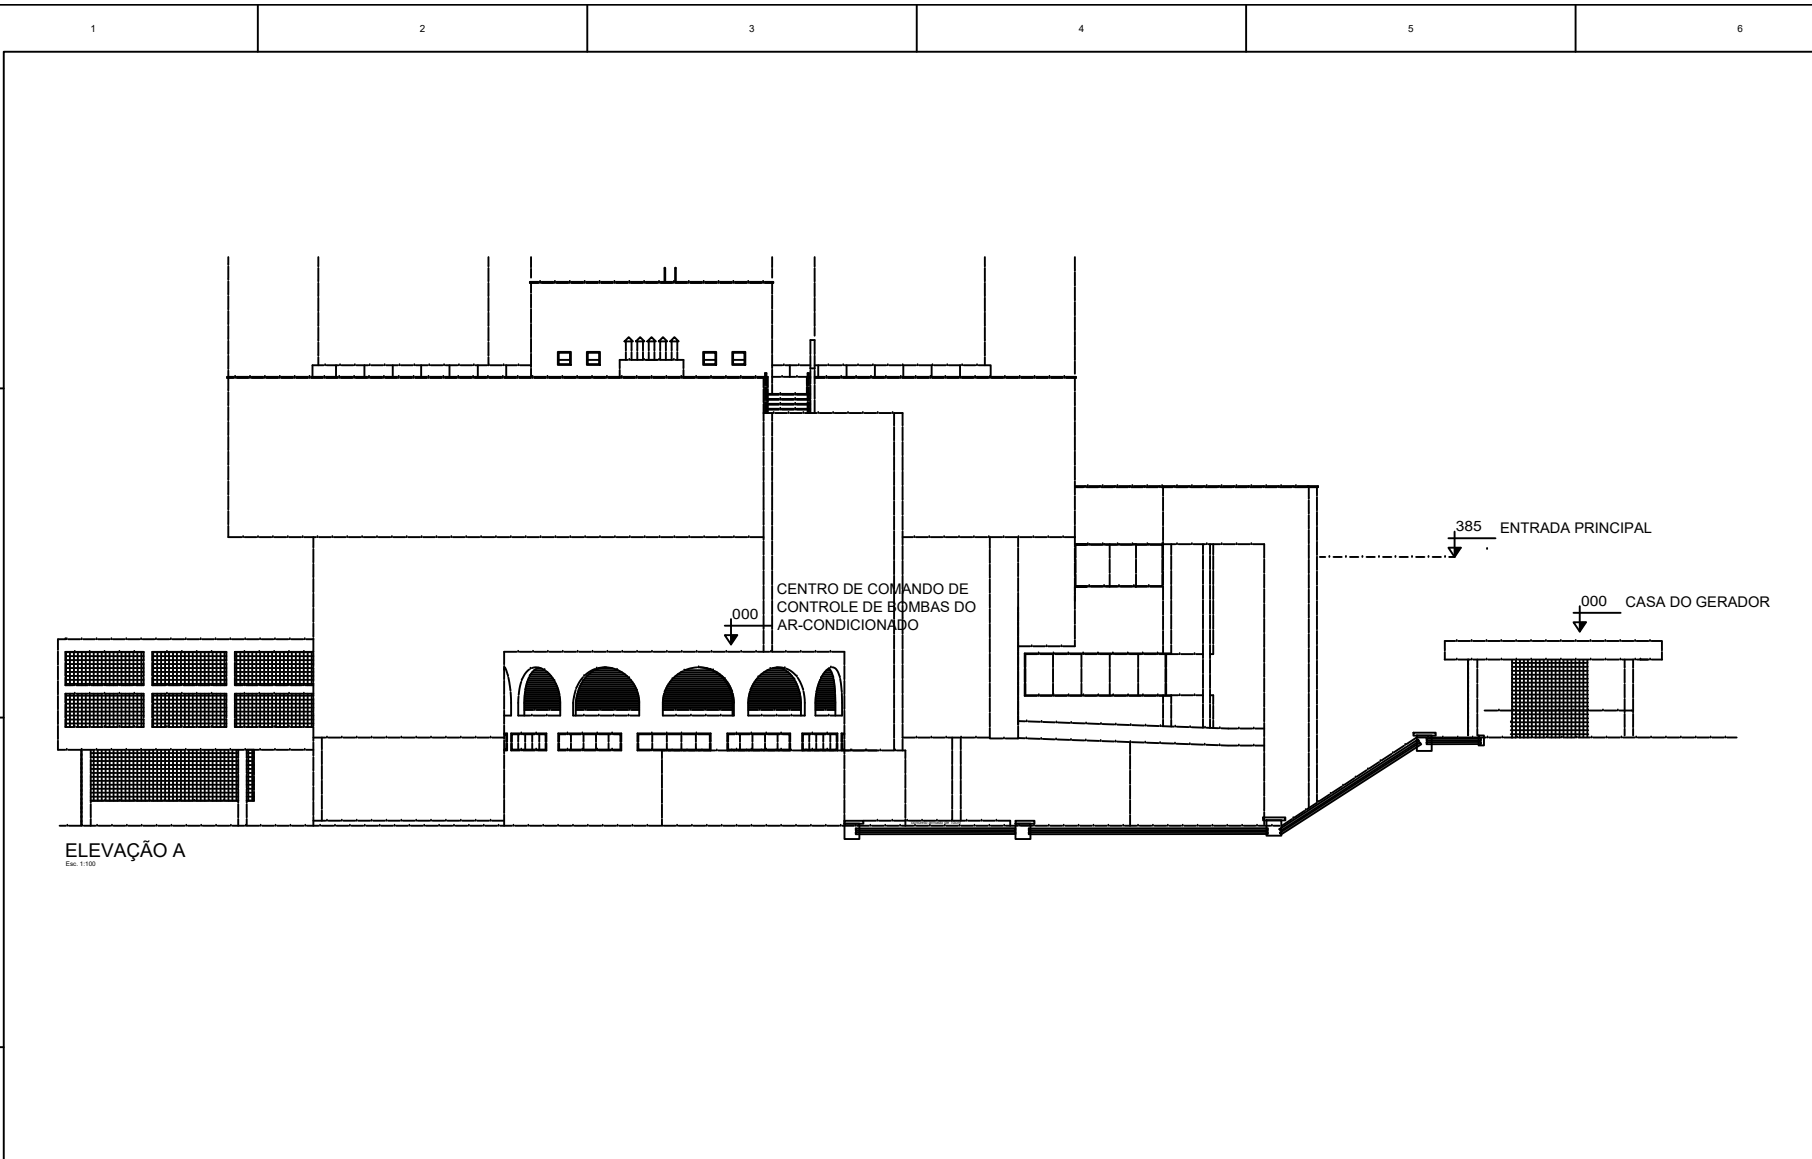 1 2 3 4 5 6
385 ENTRADA PRINCIPAL
CENTRO DE COMANDO DE
000 CONTROLE DE BOMBAS DO
AR-CONDICIONADO
000 CASA DO GERADOR
ELEVAÇÃO A
Esc. 1:100